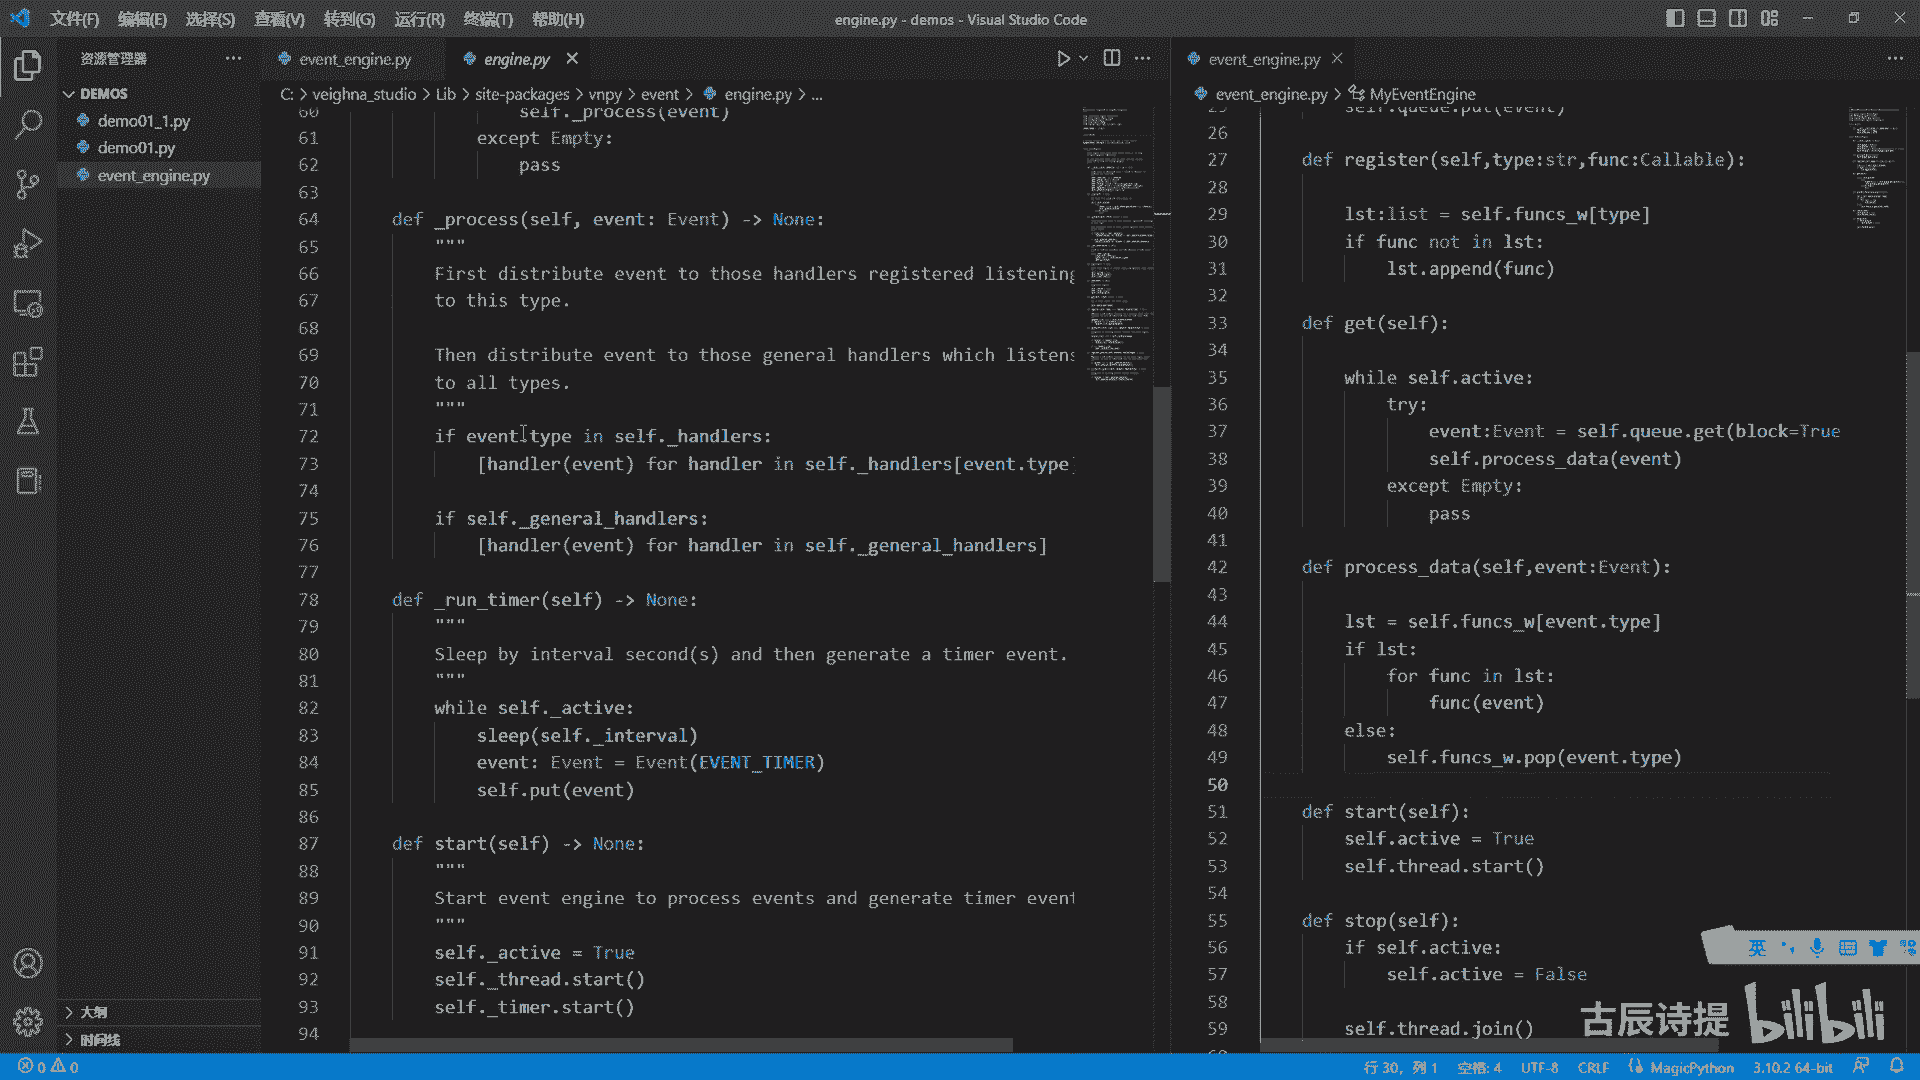 文件(F) 编辑(E) 选择(S) 查看(V) 转到(G) 运行(R) 终端(T) 帮助(H)
engine.py - demos - Visual Studio Code
资源管理器
DEMOS
demo01_1.py
demo01.py
event_engine.py
大纲
时间线
event_engine.py
engine.py
C: > veighna_studio > Lib > site-packages > vnpy > event > engine.py > ...
60 self._process(event)
61 except Empty:
62 pass
63
64 def _process(self, event: Event) -> None:
65 """
66 First distribute event to those handlers registered listening
67 to this type.
68
69 Then distribute event to those general handlers which listens
70 to all types.
71 """
72 if event.type in self._handlers:
73 [handler(event) for handler in self._handlers[event.type]
74
75 if self._general_handlers:
76 [handler(event) for handler in self._general_handlers]
77
78 def _run_timer(self) -> None:
79 """
80 Sleep by interval second(s) and then generate a timer event.
81 """
82 while self._active:
83 sleep(self._interval)
84 event: Event = Event(EVENT_TIMER)
85 self.put(event)
86
87 def start(self) -> None:
88 """
89 Start event engine to process events and generate timer event
90 """
91 self._active = True
92 self._thread.start()
93 self._timer.start()
94
event_engine.py
event_engine.py > MyEventEngine
25 self.queue.put(event)
26
27 def register(self,type:str,func:Callable):
28
29 lst:list = self.funcs_w[type]
30 if func not in lst:
31 lst.append(func)
32
33 def get(self):
34
35 while self.active:
36 try:
37 event:Event = self.queue.get(block=True
38 self.process_data(event)
39 except Empty:
40 pass
41
42 def process_data(self,event:Event):
43
44 lst = self.funcs_w[event.type]
45 if lst:
46 for func in lst:
47 func(event)
48 else:
49 self.funcs_w.pop(event.type)
50
51 def start(self):
52 self.active = True
53 self.thread.start()
54
55 def stop(self):
56 if self.active:
57 self.active = False
58
59 self.thread.join()
英
古辰诗提 bilibili
0 0
行 30，列 1 空格: 4 UTF-8 CRLF MagicPython 3.10.2 64-bit